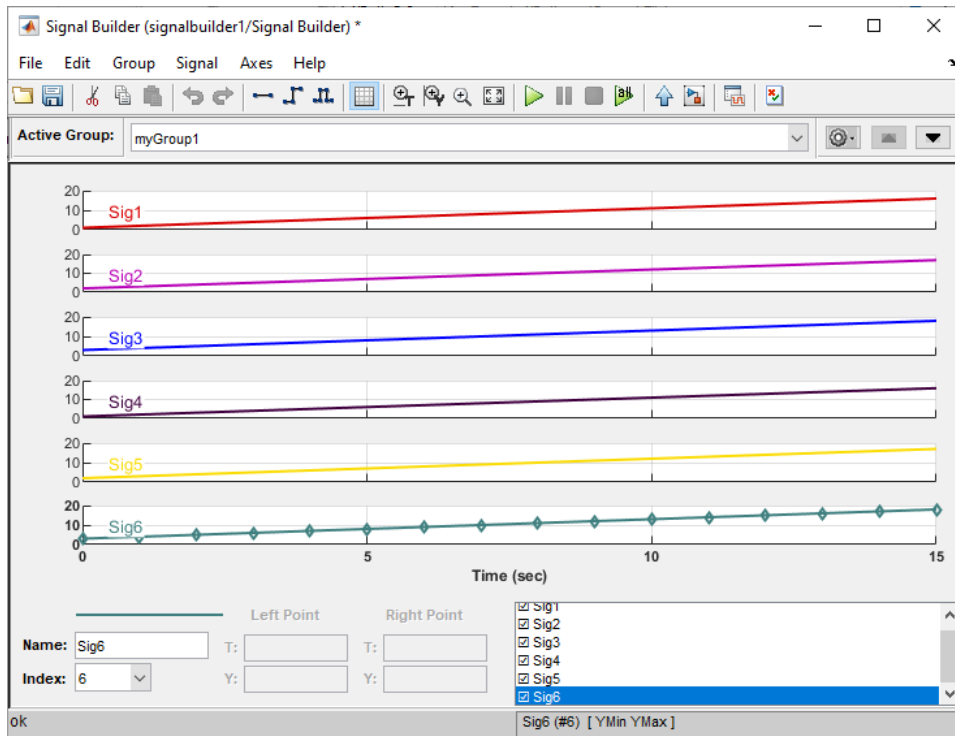 Signal Builder (signalbuilder1/Signal Builder) *
File Edit Group Signal Axes Help
Active Group: myGroup1
20
10
0
Sig1
20
10
0
Sig2
20
10
0
Sig3
20
10
0
Sig4
20
10
0
Sig5
20
10
0
Sig6
0 5 10 15
Time (sec)
Left Point Right Point
Name: Sig6 T: T:
Index: 6 Y: Y:
Sig1
Sig2
Sig3
Sig4
Sig5
Sig6
ok Sig6 (#6) [ YMin YMax ]